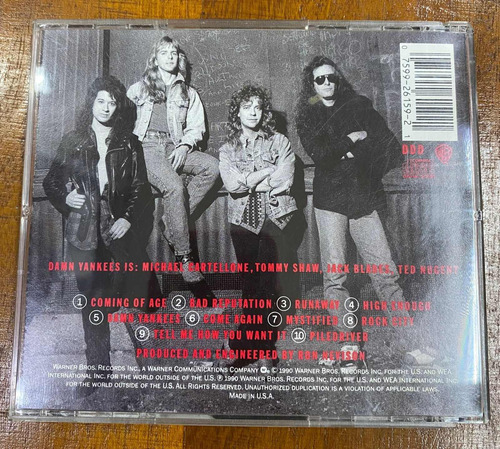 0 7599-26159-2 1
DDD
DAMN YANKEES IS: MICHAEL CARTELLONE, TOMMY SHAW, JACK BLADES, TED NUGENT
1 COMING OF AGE 2 BAD REPUTATION 3 RUNAWAY 4 HIGH ENOUGH
5 DAMN YANKEES 6 COME AGAIN 7 MYSTIFIED 8 ROCK CITY
9 TELL ME HOW YOU WANT IT 10 PILEDRIVER
PRODUCED AND ENGINEERED BY RON NEVISON
WARNER BROS. RECORDS INC., A WARNER COMMUNICATIONS COMPANY © 1990 WARNER BROS. RECORDS INC. FOR THE U.S. AND WEA
INTERNATIONAL INC. FOR THE WORLD OUTSIDE OF THE U.S. ℗ 1990 WARNER BROS. RECORDS INC. FOR THE U.S. AND WEA INTERNATIONAL INC.
FOR THE WORLD OUTSIDE OF THE U.S. ALL RIGHTS RESERVED. UNAUTHORIZED DUPLICATION IS A VIOLATION OF APPLICABLE LAWS.
MADE IN U.S.A.